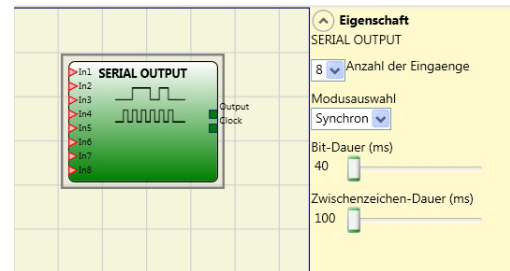 In1 SERIAL OUTPUT
In2
In3
In4
In5
In6
In7
In8
Output
Clock
Eigenschaft
SERIAL OUTPUT
8 Anzahl der Eingaenge
Modusauswahl
Synchron
Bit-Dauer (ms)
40
Zwischenzeichen-Dauer (ms)
100